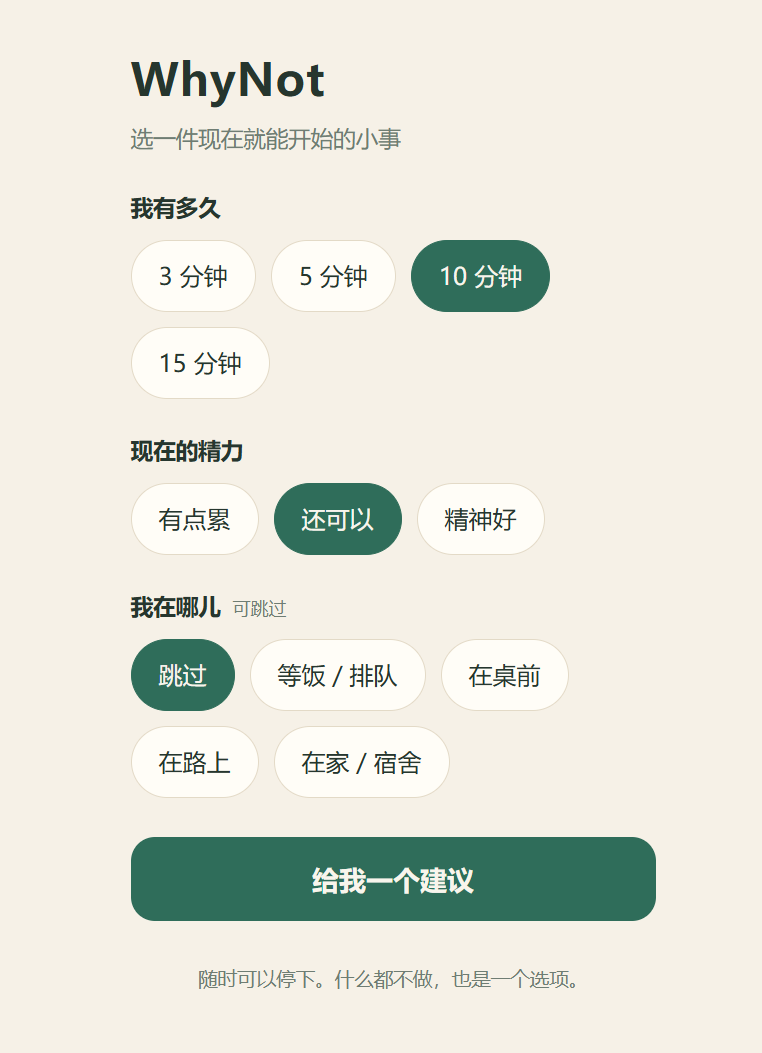 WhyNot
选一件现在就能开始的小事
我有多久
3 分钟 5 分钟 10 分钟
15 分钟
现在的精力
有点累 还可以 精神好
我在哪儿 可跳过
跳过 等饭 / 排队 在桌前
在路上 在家 / 宿舍
给我一个建议
随时可以停下。什么都不做，也是一个选项。